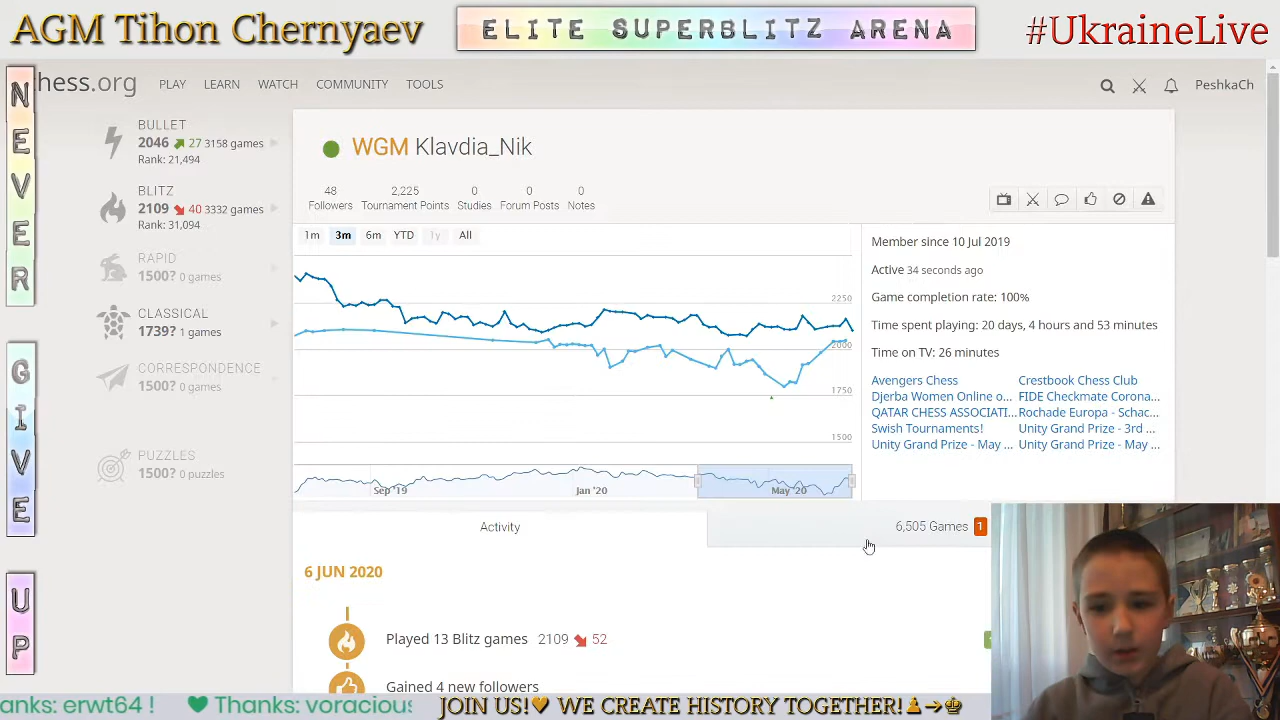 AGM Tihon Chernyaev
ELITE SUPERBLITZ ARENA
#UkraineLive
NEVER
GIVE
UP
hess.org
PLAY LEARN WATCH COMMUNITY TOOLS
PeshkaCh
BULLET
2046 27 3158 games
Rank: 21,494
BLITZ
2109 40 3332 games
Rank: 31,094
RAPID
1500? 0 games
CLASSICAL
1739? 1 games
CORRESPONDENCE
1500? 0 games
PUZZLES
1500? 0 puzzles
WGM Klavdia_Nik
48 2,225 0 0 0
Followers Tournament Points Studies Forum Posts Notes
1m 3m 6m YTD 1y All
2250
2000
1750
1500
Sep '19 Jan '20 May '20
Member since 10 Jul 2019
Active 34 seconds ago
Game completion rate: 100%
Time spent playing: 20 days, 4 hours and 53 minutes
Time on TV: 26 minutes
Avengers Chess Crestbook Chess Club
Djerba Women Online o... FIDE Checkmate Corona...
QATAR CHESS ASSOCIATI... Rochade Europa - Schac...
Swish Tournaments! Unity Grand Prize - 3rd ...
Unity Grand Prize - May ... Unity Grand Prize - May ...
Activity
6,505 Games 1
6 JUN 2020
Played 13 Blitz games 2109 52
Gained 4 new followers
anks: erwt64 ! Thanks: voracious
JOIN US! WE CREATE HISTORY TOGETHER!